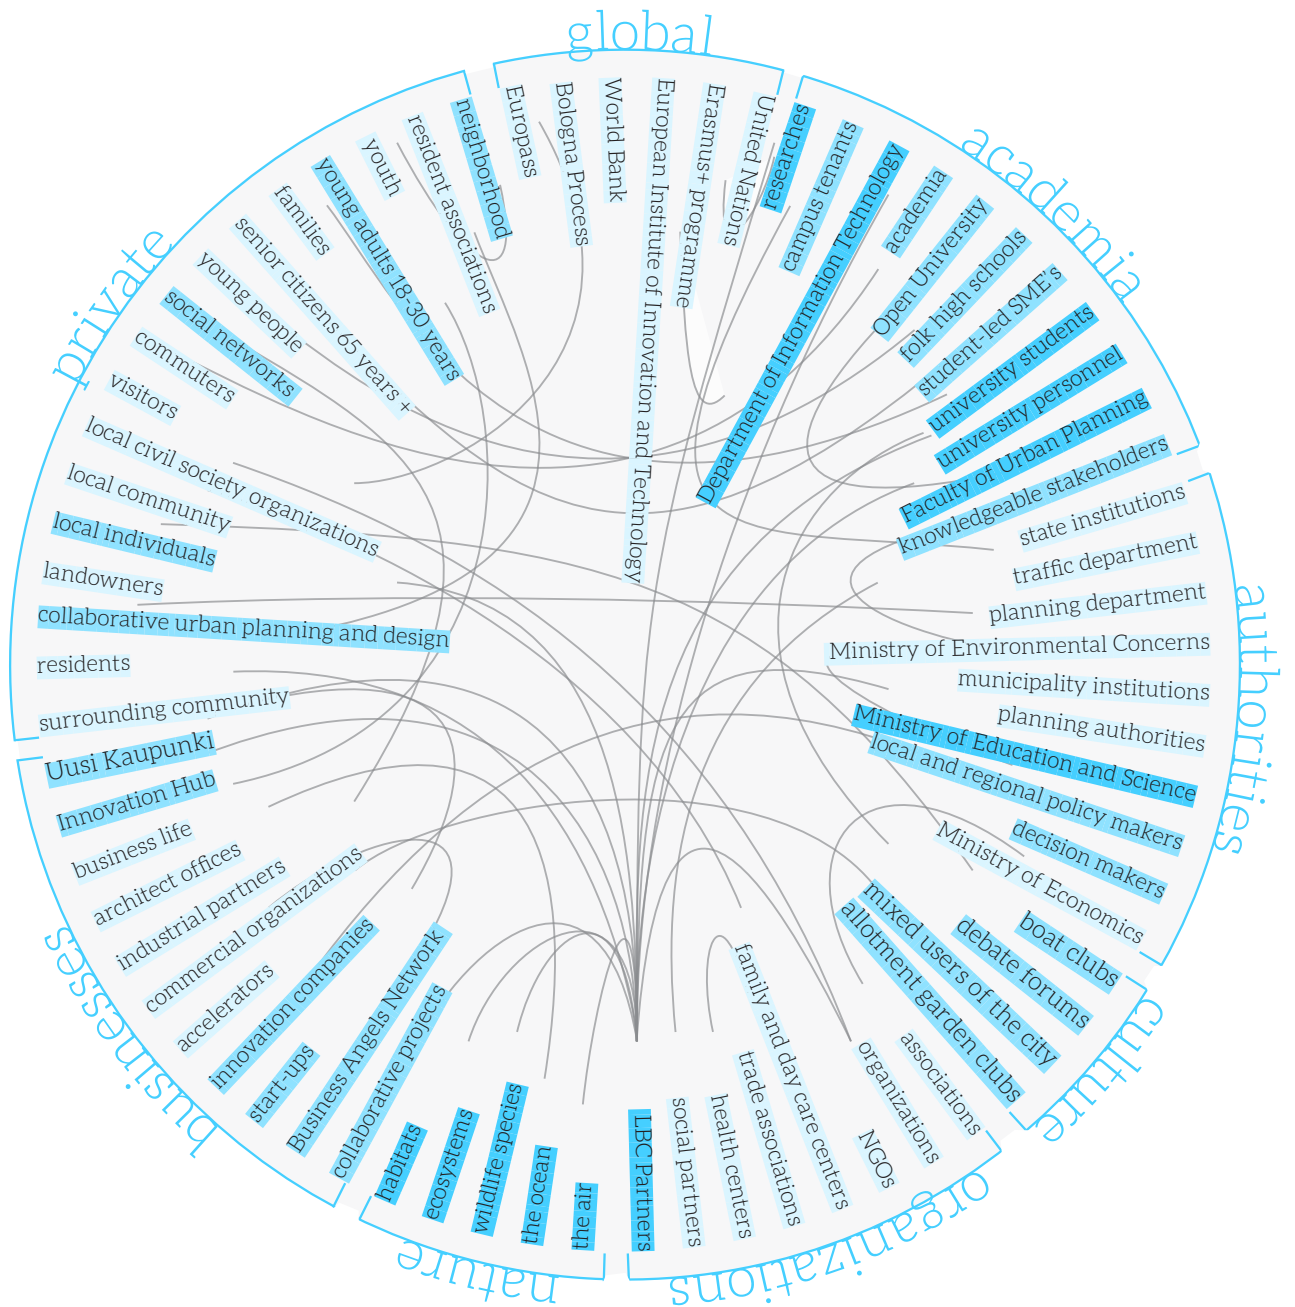 global
Europass
Bologna Process
World Bank
European Institute of Innovation and Technology
Erasmus+ programme
United Nations
academia
researches
campus tenants
Department of Information Technology
academia
Open University
folk high schools
student-led SME's
university students
university personnel
Faculty of Urban Planning
knowledgeable stakeholders
authorities
state institutions
traffic department
planning department
Ministry of Environmental Concerns
municipality institutions
planning authorities
Ministry of Education and Science
local and regional policy makers
decision makers
Ministry of Economics
culture
boat clubs
debate forums
mixed users of the city
allotment garden clubs
organizations
associations
organizations
NGOs
family and day care centers
trade associations
health centers
social partners
LBC Partners
nature
the air
the ocean
wildlife species
ecosystems
habitats
businesses
collaborative projects
Business Angels Network
start-ups
innovation companies
accelerators
commercial organizations
industrial partners
architect offices
business life
Innovation Hub
Uusi Kaupunki
private
surrounding community
residents
collaborative urban planning and design
landowners
local individuals
local community
local civil society organizations
visitors
commuters
social networks
young people
senior citizens 65 years +
families
young adults 18-30 years
youth
resident associations
neighborhood